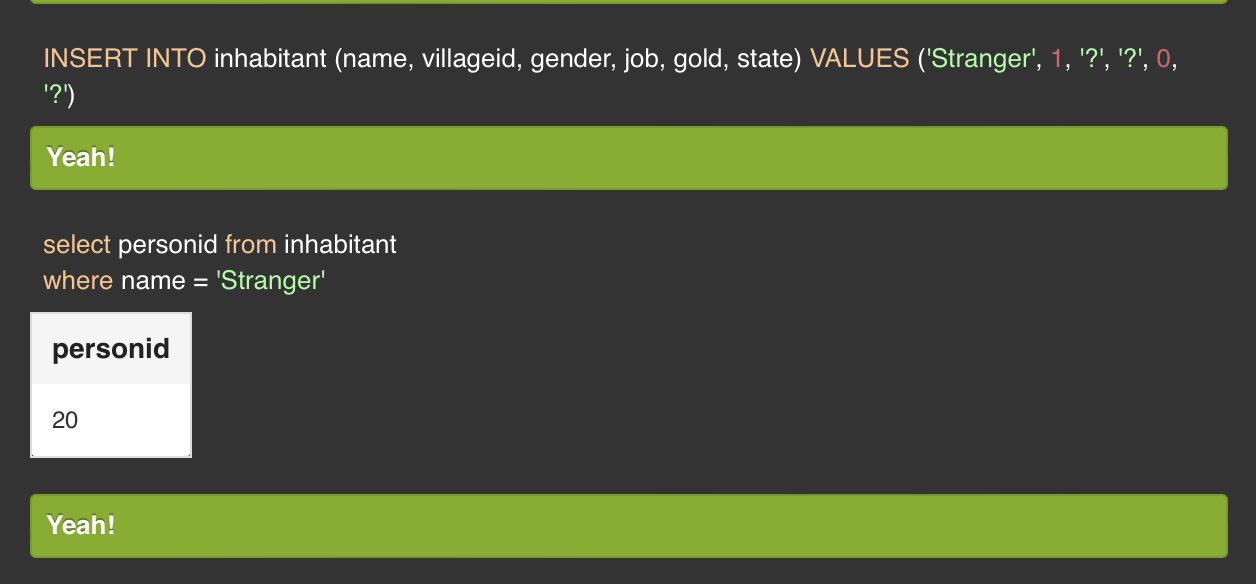 INSERT INTO inhabitant (name, villageid, gender, job, gold, state) VALUES ('Stranger', 1, '?', '?', 0,
'?')
Yeah!
select personid from inhabitant
where name = 'Stranger'
personid
20
Yeah!